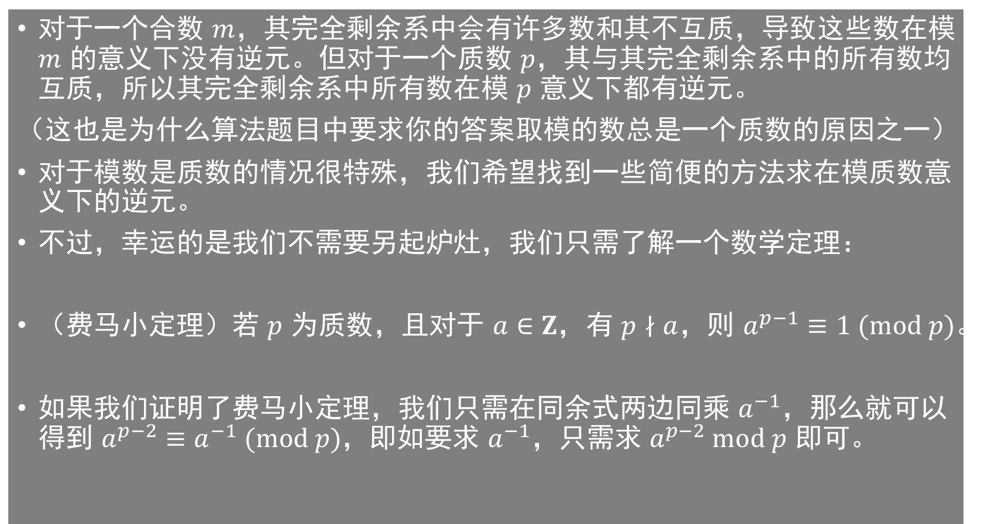 • 对于一个合数 m，其完全剩余系中会有许多数和其不互质，导致这些数在模
m 的意义下没有逆元。但对于一个质数 p，其与其完全剩余系中的所有数均
互质，所以其完全剩余系中所有数在模 p 意义下都有逆元。
（这也是为什么算法题目中要求你的答案取模的数总是一个质数的原因之一）
• 对于模数是质数的情况很特殊，我们希望找到一些简便的方法求在模质数意
义下的逆元。
• 不过，幸运的是我们不需要另起炉灶，我们只需了解一个数学定理：
• （费马小定理）若 p 为质数，且对于 a ∈ Z，有 p ∤ a，则 a^{p−1} ≡ 1 (mod p)。
• 如果我们证明了费马小定理，我们只需在同余式两边同乘 a^{−1}，那么就可以
得到 a^{p−2} ≡ a^{−1} (mod p)，即如要求 a^{−1}，只需求 a^{p−2} mod p 即可。